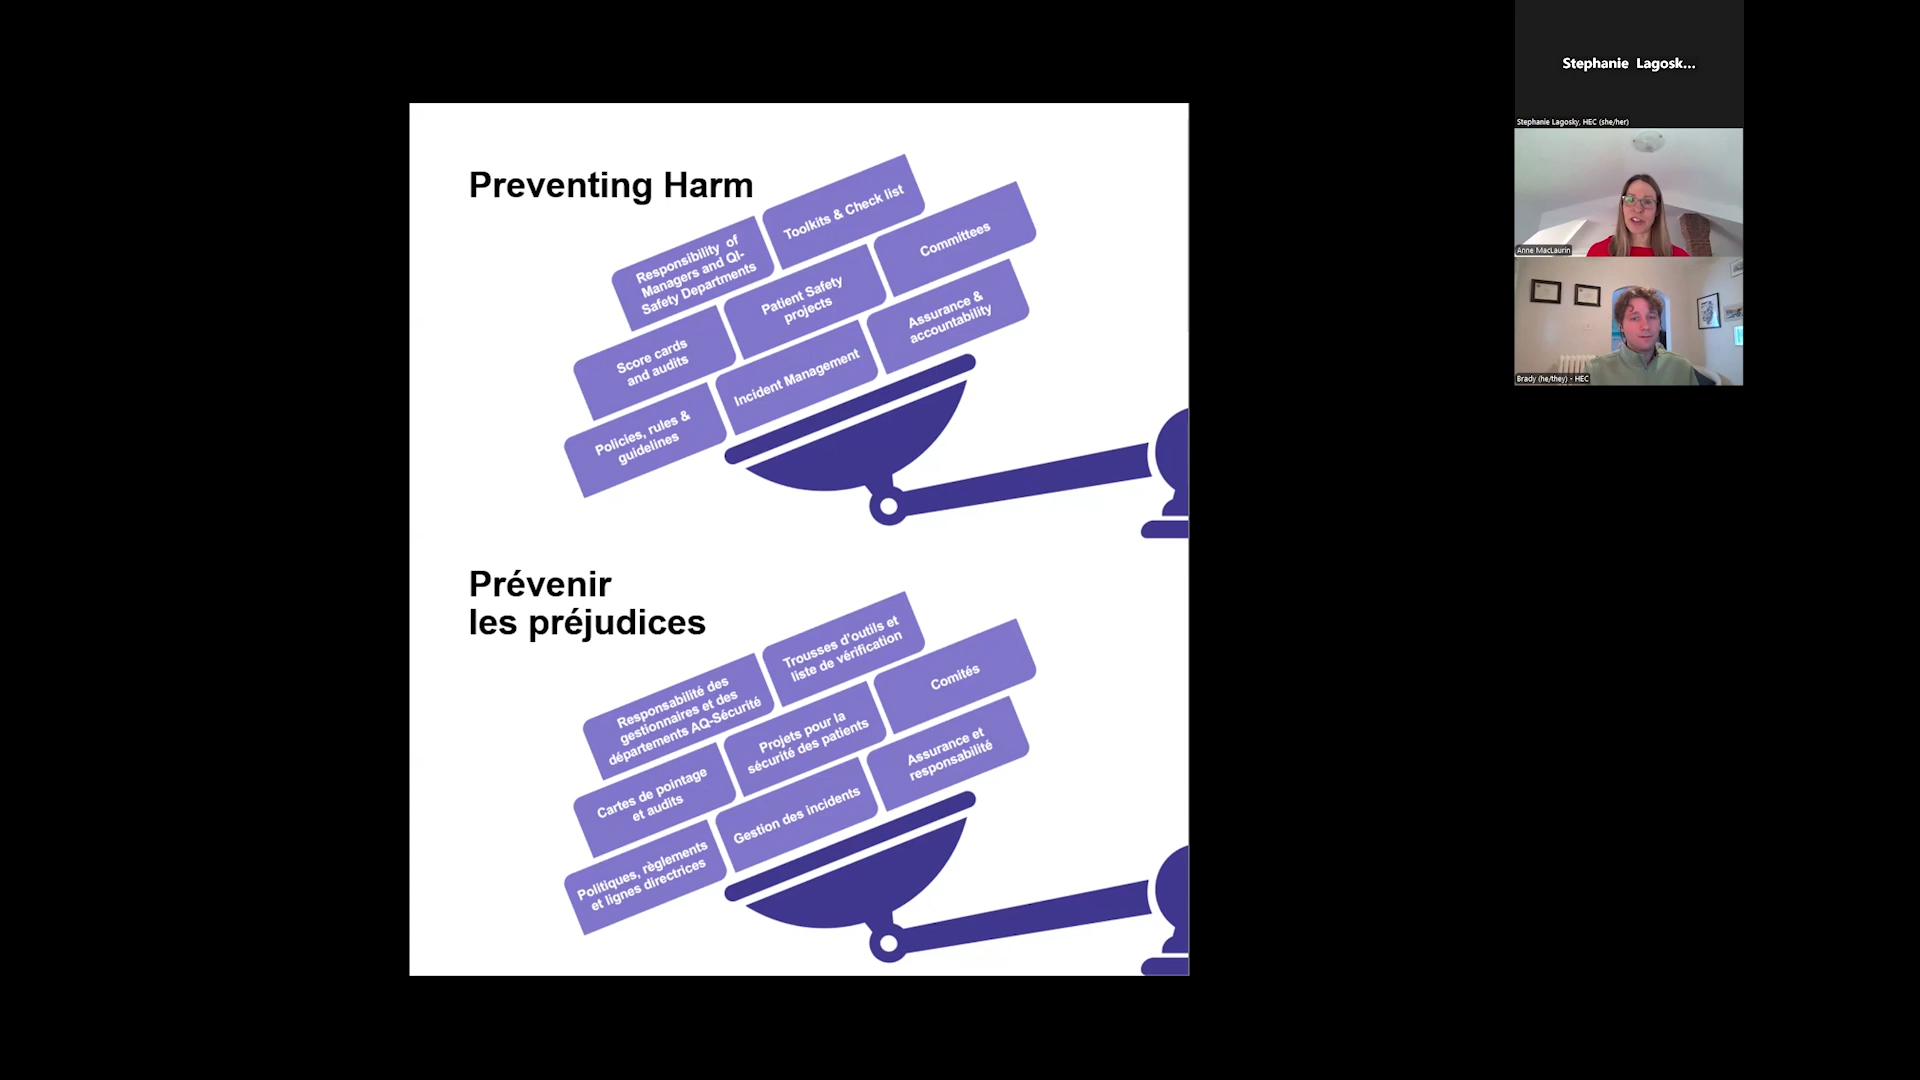 Preventing Harm
Toolkits & Check list
Responsibility of
Managers and QI-
Safety Departments
Committees
Patient Safety
projects
Score cards
and audits
Assurance &
accountability
Incident Management
Policies, rules &
guidelines
Prévenir
les préjudices
Trousses d'outils et
liste de vérification
Responsabilité des
gestionnaires et des
départements AQ-Sécurité
Comités
Projets pour la
sécurité des patients
Cartes de pointage
et audits
Assurance et
responsabilité
Gestion des incidents
Politiques, règlements
et lignes directrices
Stephanie Lagosk...
Stephanie Lagosky, HEC (she/her)
Anne MacLaurin
Brady (he/they) - HEC